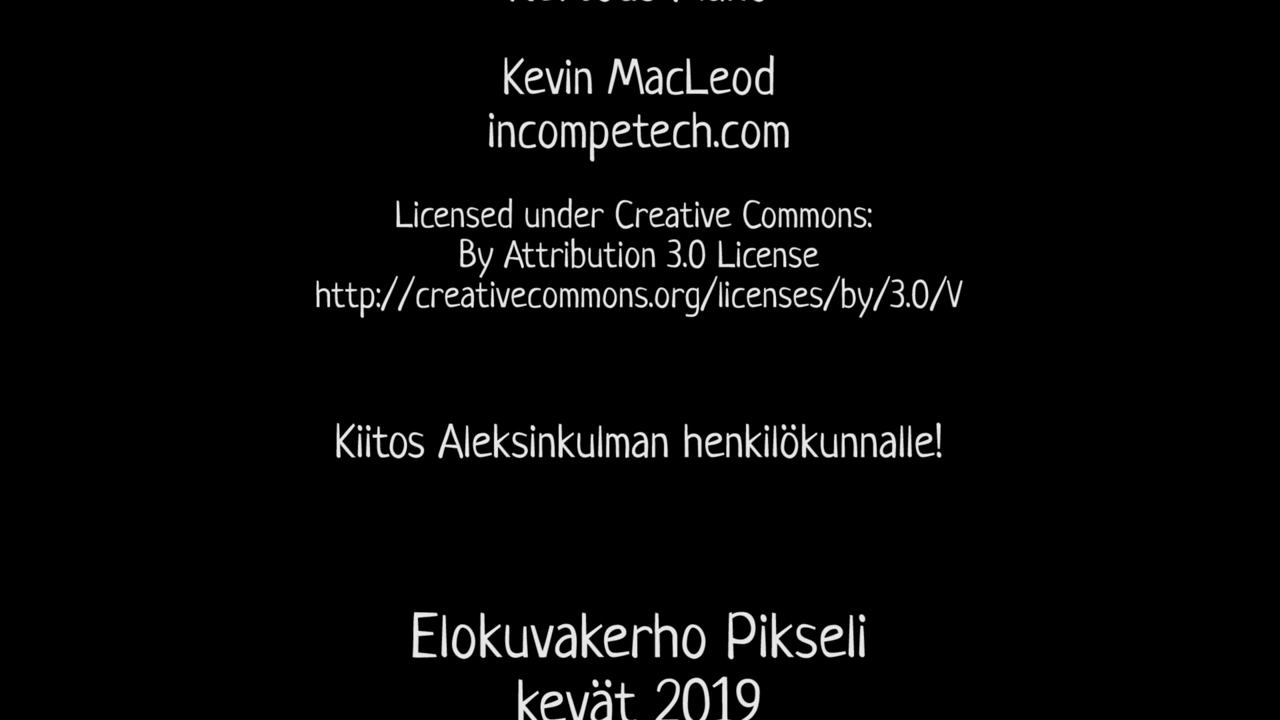 Kevin MacLeod
incompetech.com
Licensed under Creative Commons:
By Attribution 3.0 License
http://creativecommons.org/licenses/by/3.0/V
Kiitos Aleksinkulman henkilökunnalle!
Elokuvakerho Pikseli
kevät 2019